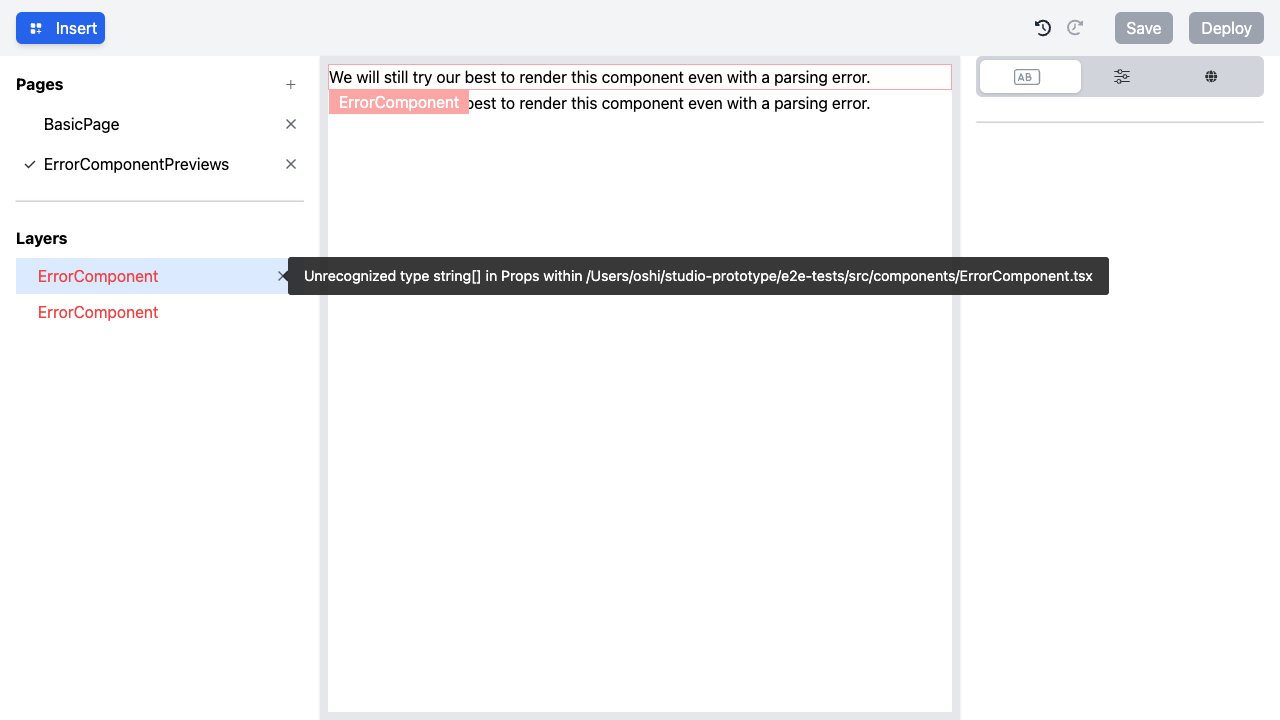 Insert
Save
Deploy
Pages
BasicPage
ErrorComponentPreviews
Layers
ErrorComponent
ErrorComponent
We will still try our best to render this component even with a parsing error.
ErrorComponent
best to render this component even with a parsing error.
Unrecognized type string[] in Props within /Users/oshi/studio-prototype/e2e-tests/src/components/ErrorComponent.tsx
AB